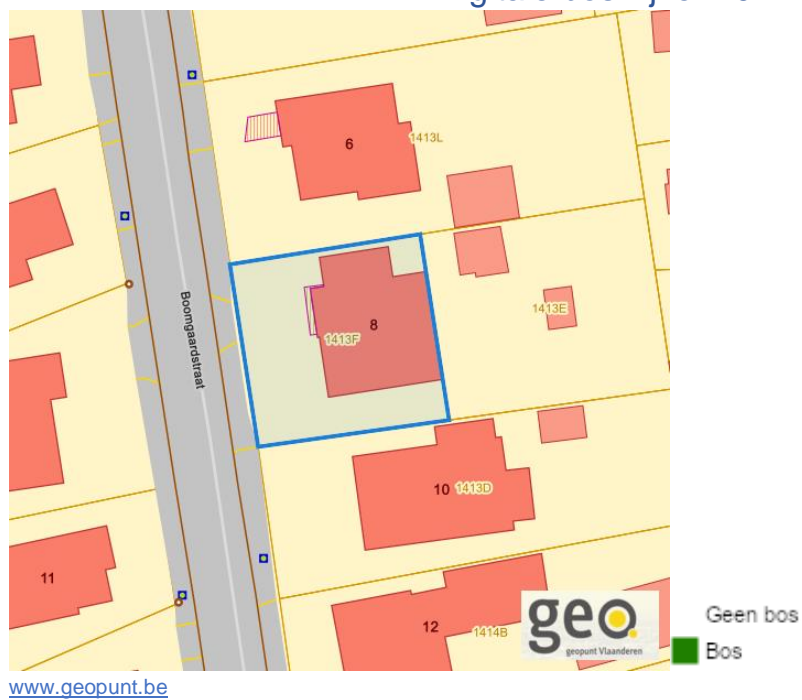 6
1413L
Boomgaardstraat
8
1413F
1413E
10
1413D
11
12
1414B
geo
geopunt Vlaanderen
Geen bos
Bos
www.geopunt.be